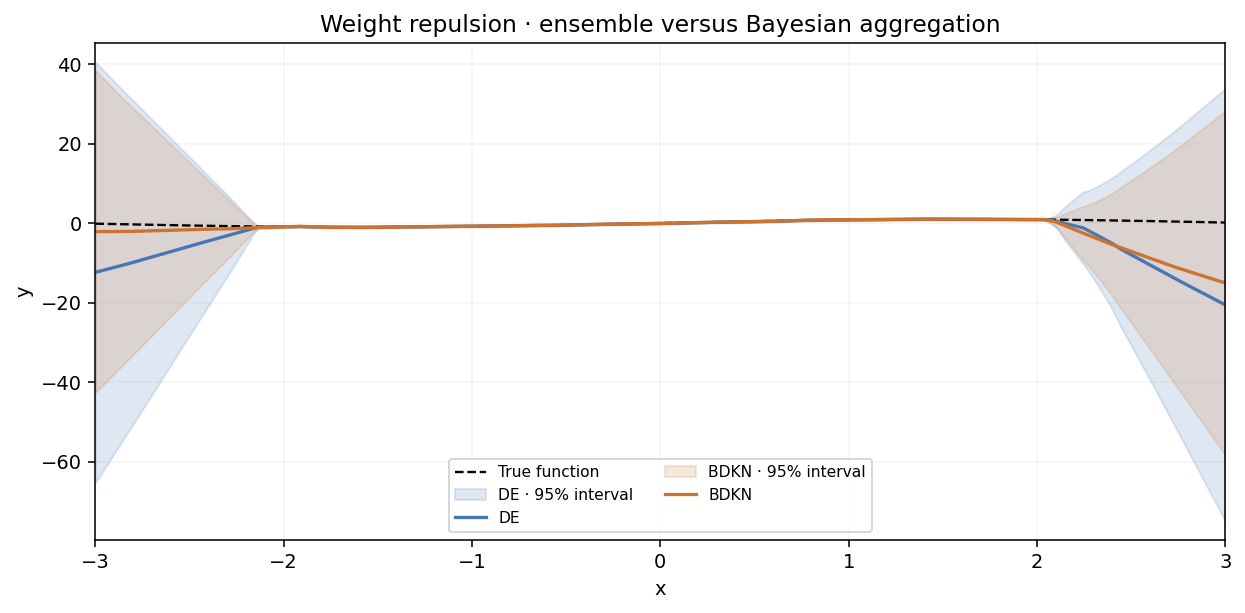 Weight repulsion · ensemble versus Bayesian aggregation
40
20
0
−20
−40
−60
y
True function
DE · 95% interval
DE
BDKN · 95% interval
BDKN
−3
−2
−1
0
1
2
3
x